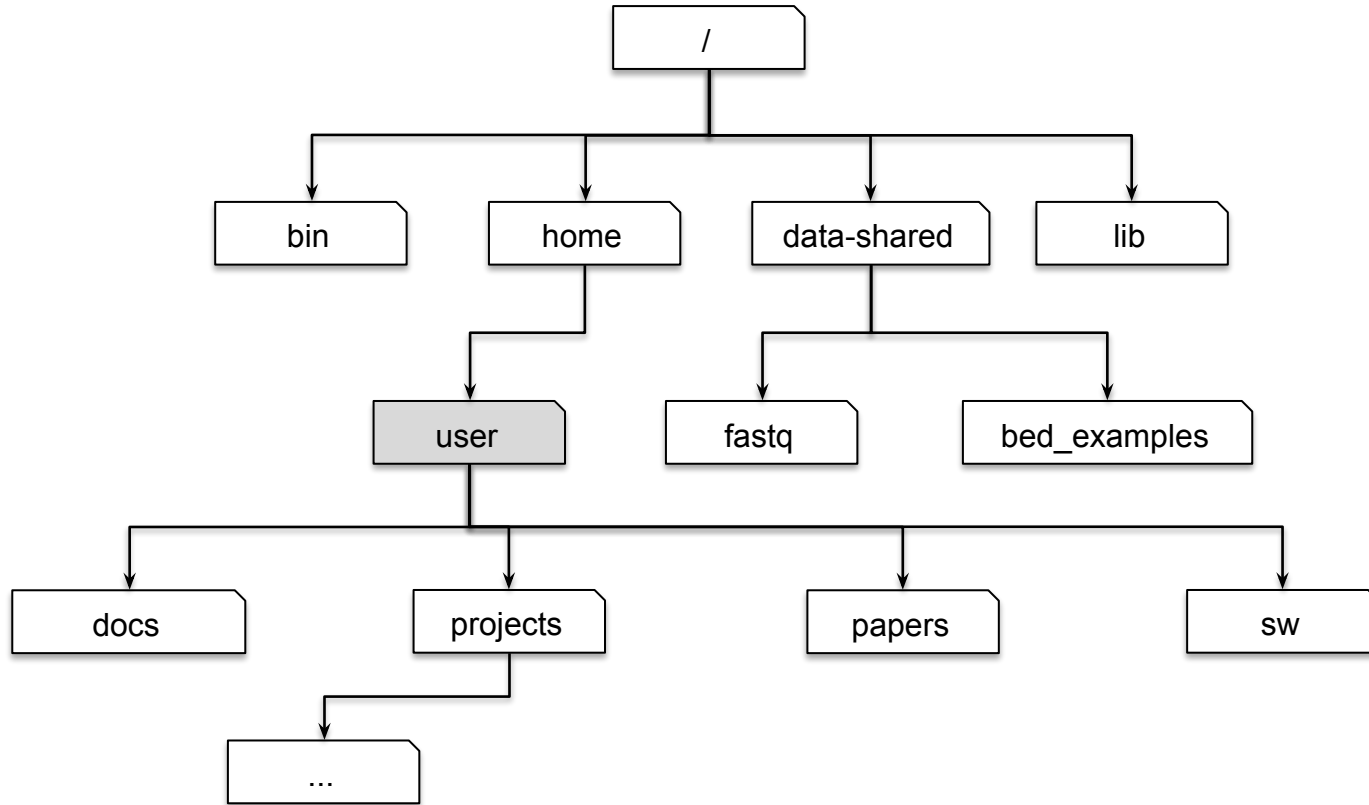 /
bin
home
data-shared
lib
user
fastq
bed_examples
docs
projects
papers
sw
...